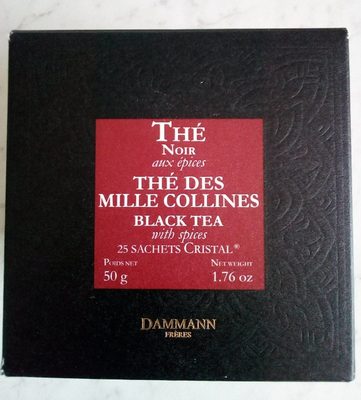 THÉ
NOIR
aux épices
THÉ DES
MILLE COLLINES
BLACK TEA
with spices
25 SACHETS CRISTAL®
POIDS NET NET WEIGHT
50 g 1.76 oz
DAMMANN
FRÈRES